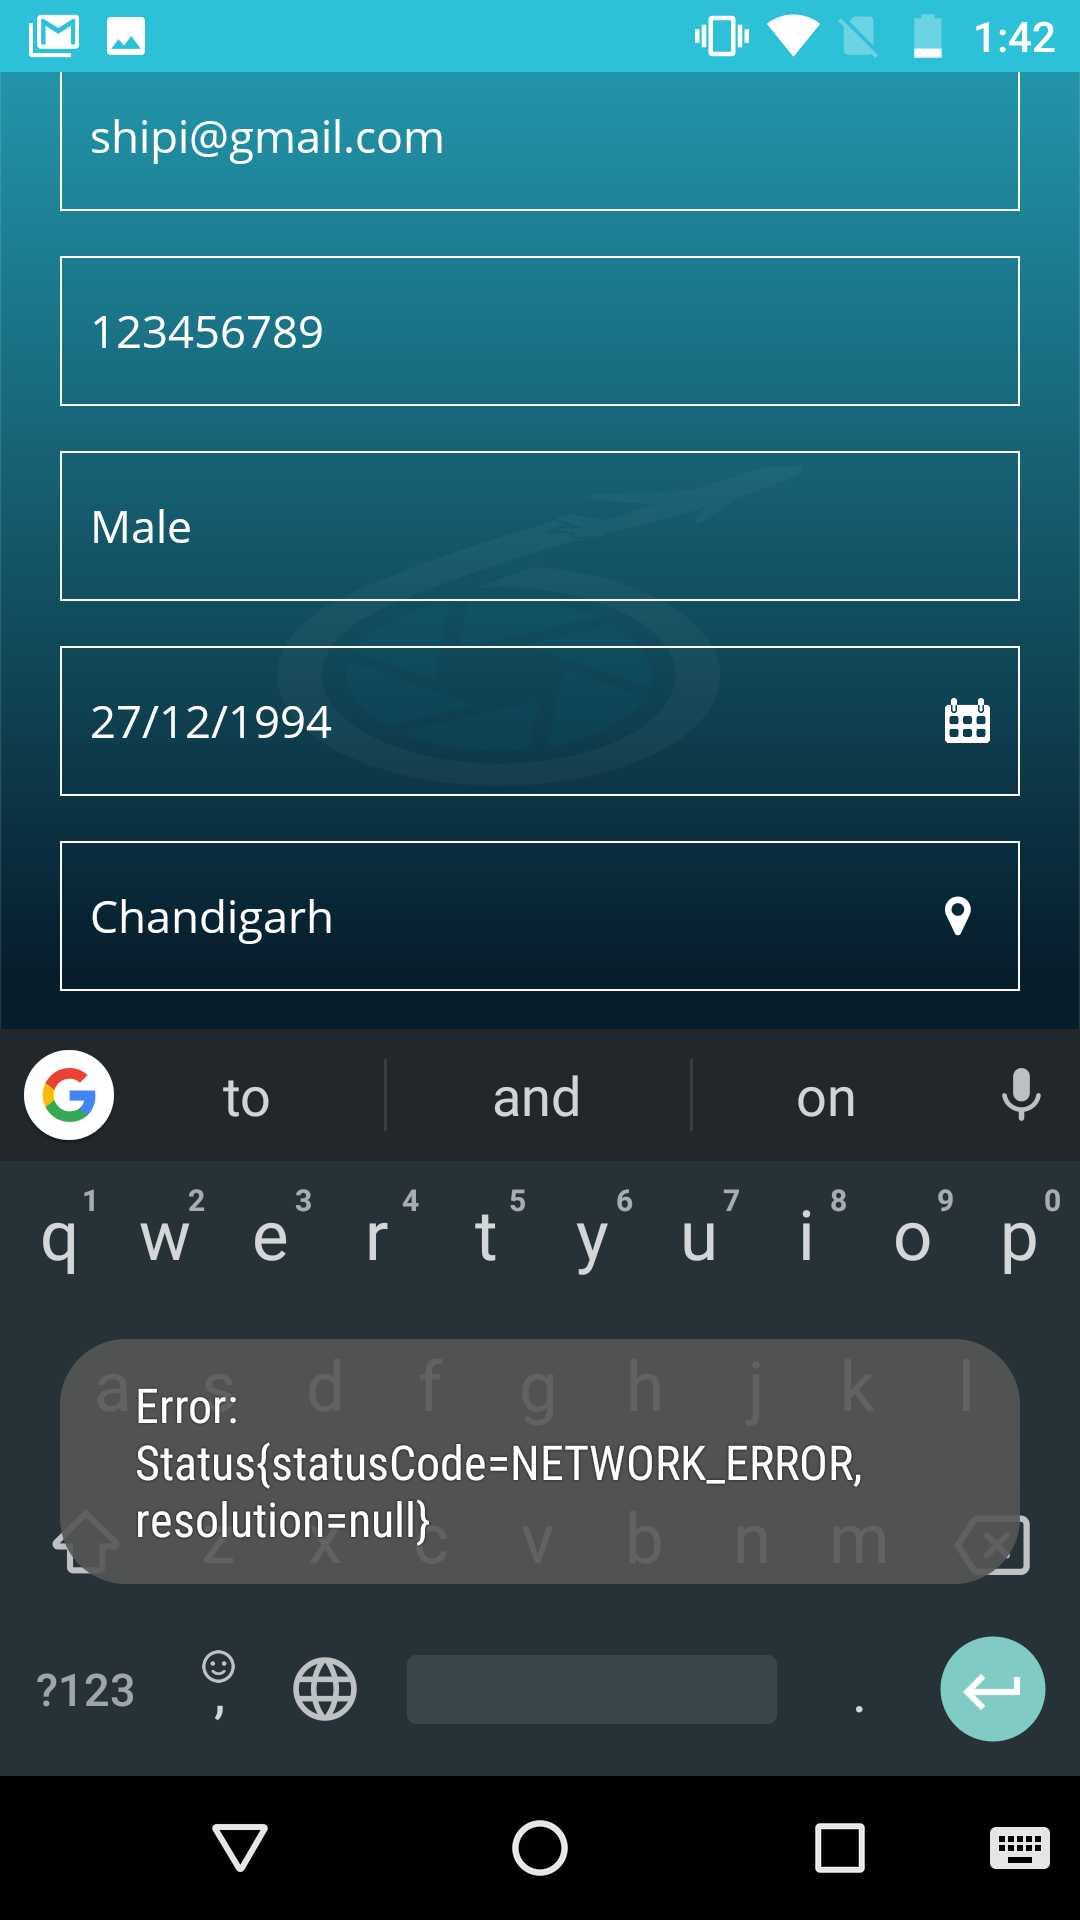 1:42
shipi@gmail.com
123456789
Male
27/12/1994
Chandigarh
to and on
q 1 w 2 e 3 r 4 t 5 y 6 u 7 i 8 o 9 p 0
a s d f g h j k l
Error:
Status{statusCode=NETWORK_ERROR,
resolution=null}
z x c v b n m
?123 , .